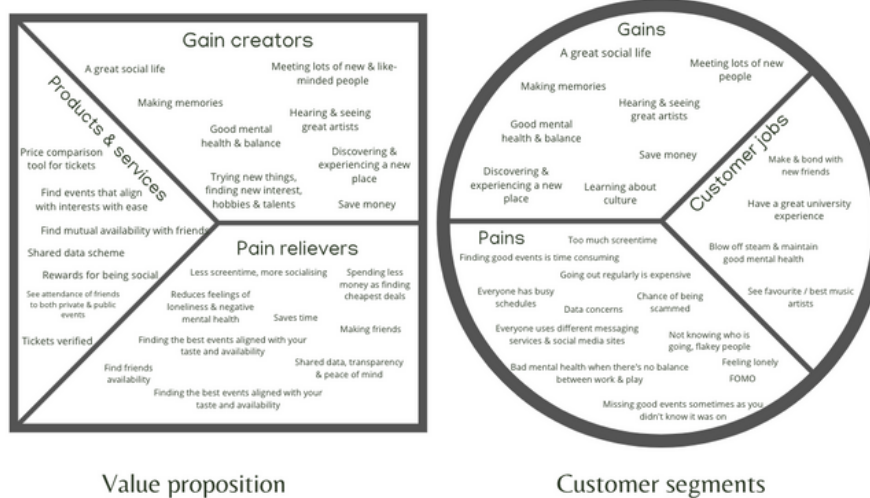 Gain creators
A great social life
Meeting lots of new & like-
minded people
Making memories
Hearing & seeing
great artists
Good mental
health & balance
Discovering &
experiencing a new
place
Trying new things,
finding new interest,
hobbies & talents
Save money
Products & services
Price comparison
tool for tickets
Find events that align
with interests with ease
Find mutual availability with friends
Shared data scheme
Rewards for being social
See attendance of friends
to both private & public
events
Tickets verified
Pain relievers
Less screentime, more socialising
Spending less
money as finding
cheapest deals
Reduces feelings of
loneliness & negative
mental health
Saves time
Making friends
Finding the best events aligned with your
taste and availability
Shared data, transparency
& peace of mind
Find friends
availability
Finding the best events aligned with your
taste and availability
Value proposition
Gains
A great social life
Meeting lots of new
people
Making memories
Hearing & seeing
great artists
Good mental
health & balance
Save money
Discovering &
experiencing a new
place
Learning about
culture
Customer jobs
Make & bond with
new friends
Have a great university
experience
Blow off steam & maintain
good mental health
See favourite / best music
artists
Pains
Too much screentime
Finding good events is time consuming
Going out regularly is expensive
Everyone has busy
schedules
Data concerns
Chance of being
scammed
Everyone uses different messaging
services & social media sites
Not knowing who is
going, flakey people
Bad mental health when there's no balance
between work & play
Feeling lonely
FOMO
Missing good events sometimes as you
didn't know it was on
Customer segments